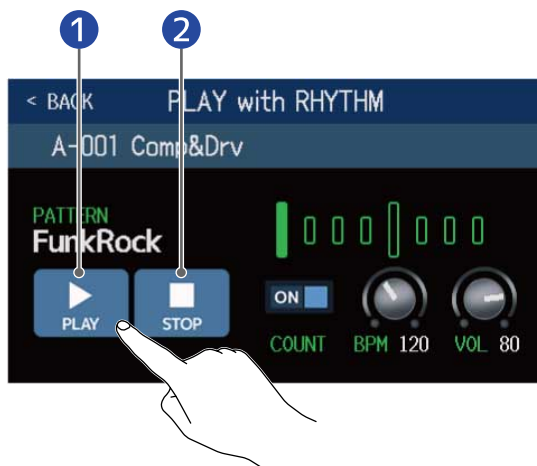 1 2
< BACK PLAY with RHYTHM
A-001 Comp&Drv
PATTERN
FunkRock
PLAY STOP
ON
COUNT BPM 120 VOL 80